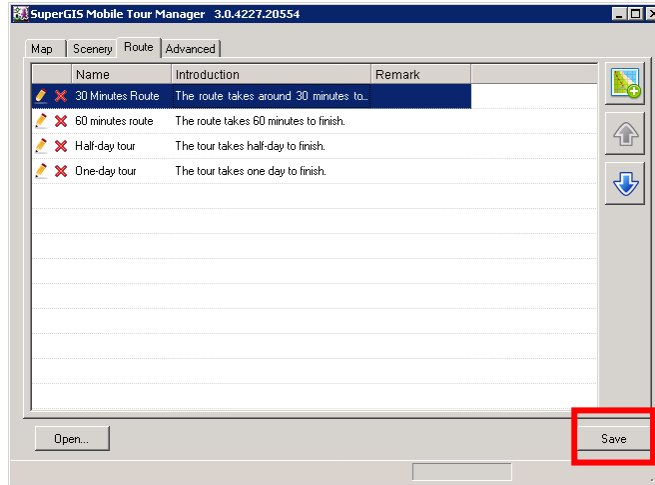 SuperGIS Mobile Tour Manager 3.0.4227.20554
Map Scenery Route Advanced
Name Introduction Remark
30 Minutes Route The route takes around 30 minutes to...
60 minutes route The route takes 60 minutes to finish.
Half-day tour The tour takes half-day to finish.
One-day tour The tour takes one day to finish.
Open... Save